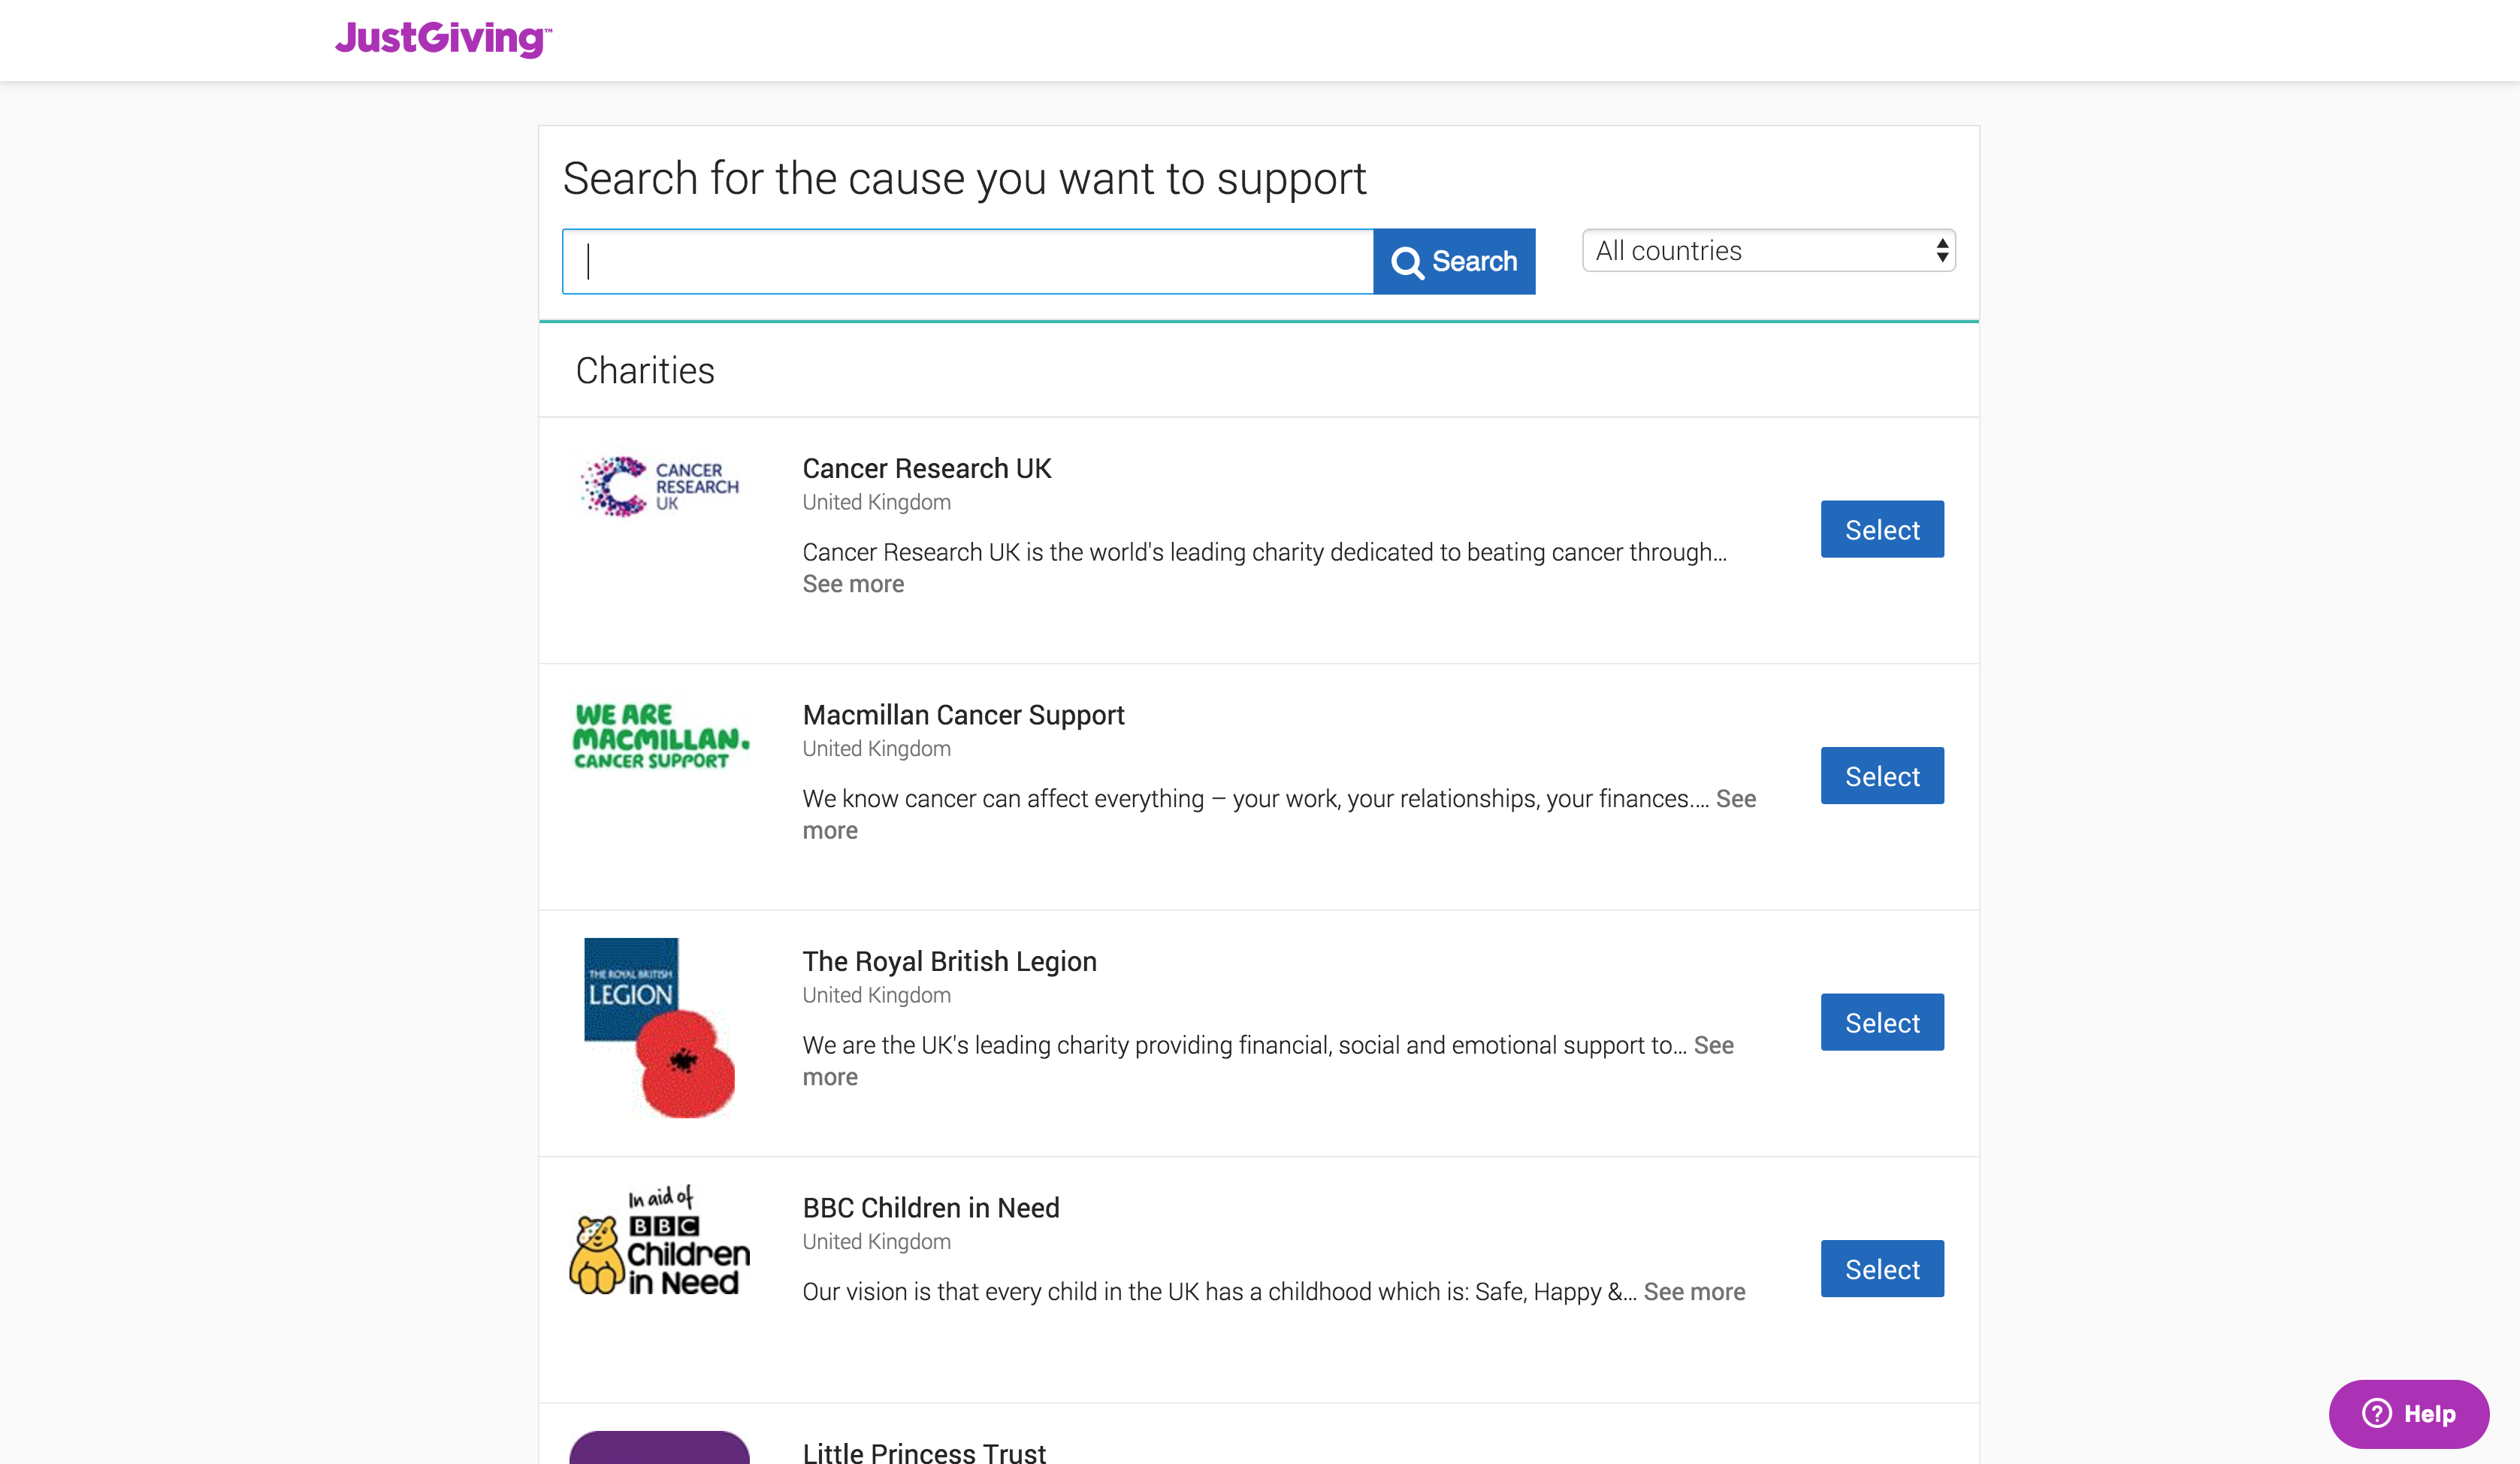 JustGiving™
Search for the cause you want to support
Search
All countries
Charities
CANCER
RESEARCH
UK
Cancer Research UK
United Kingdom
Cancer Research UK is the world's leading charity dedicated to beating cancer through...
See more
Select
WE ARE
MACMILLAN.
CANCER SUPPORT
Macmillan Cancer Support
United Kingdom
We know cancer can affect everything – your work, your relationships, your finances.... See
more
Select
THE ROYAL BRITISH
LEGION
The Royal British Legion
United Kingdom
We are the UK's leading charity providing financial, social and emotional support to... See
more
Select
In aid of
BBC
Children
in Need
BBC Children in Need
United Kingdom
Our vision is that every child in the UK has a childhood which is: Safe, Happy &... See more
Select
Little Princess Trust
? Help